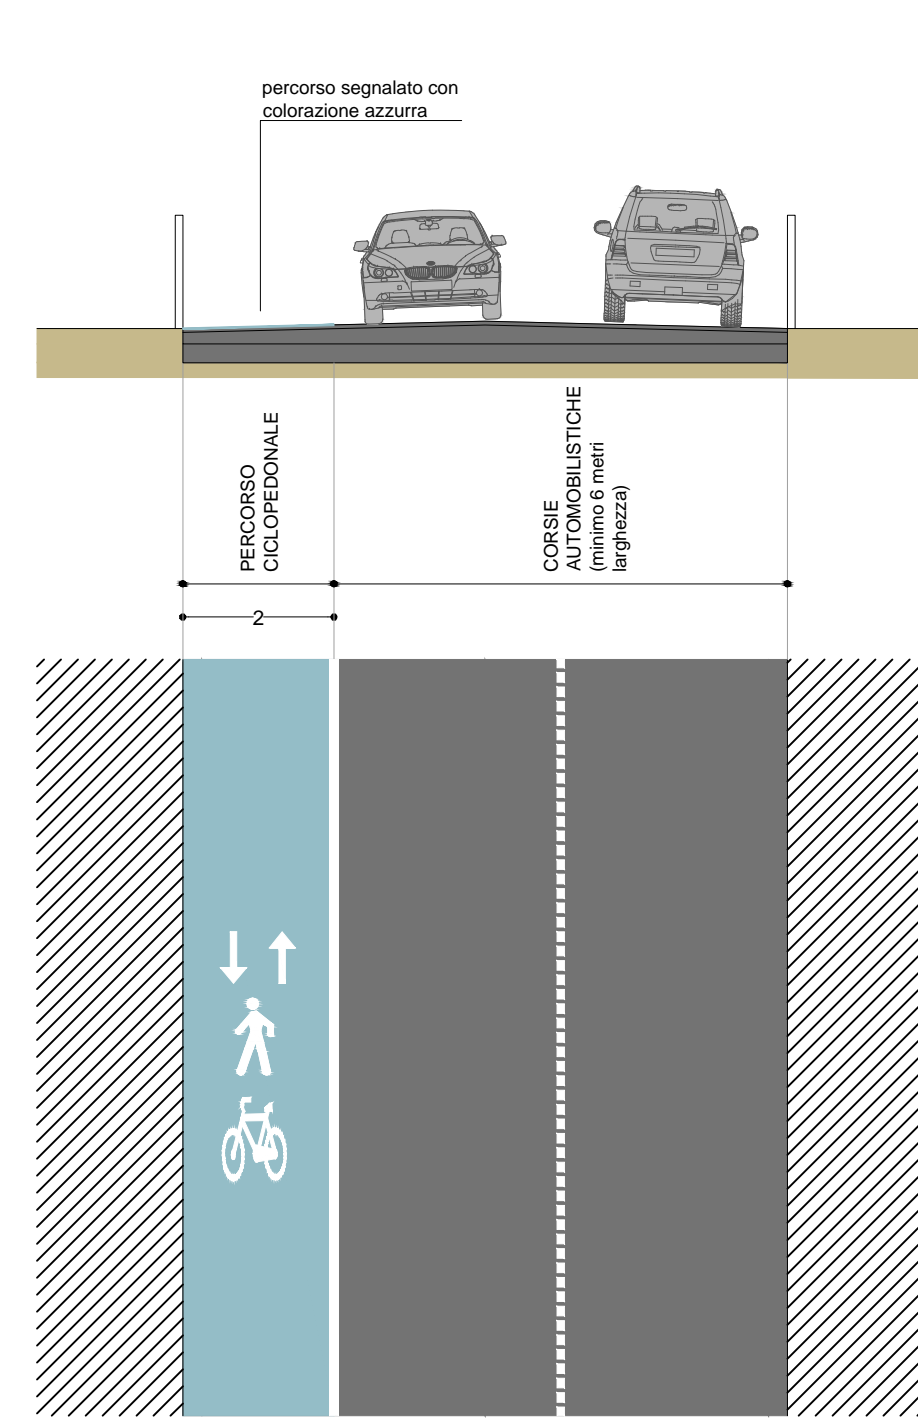 percorso segnalato con
colorazione azzurra
PERCORSO
CICLOPEDONALE
CORSIE
AUTOMOBILISTICHE
(minimo 6 metri
larghezza)
2